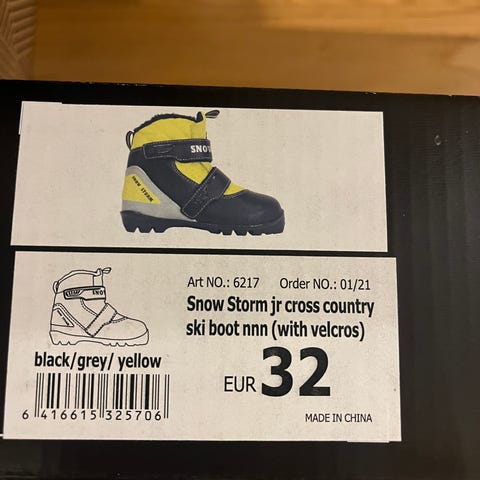 SNOW
SNOW STORM
Art NO.: 6217 Order NO.: 01/21
Snow Storm jr cross country
ski boot nnn (with velcros)
black/grey/ yellow
EUR 32
6 416615 325706
MADE IN CHINA